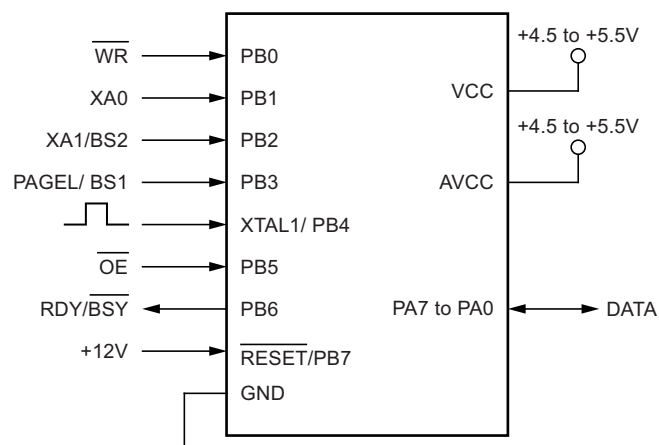 +4.5 to +5.5V
WR PB0
XA0 PB1 VCC
+4.5 to +5.5V
XA1/BS2 PB2
PAGEL/ BS1 PB3 AVCC
XTAL1/ PB4
OE PB5
RDY/BSY PB6 PA7 to PA0 DATA
+12V RESET/PB7
GND